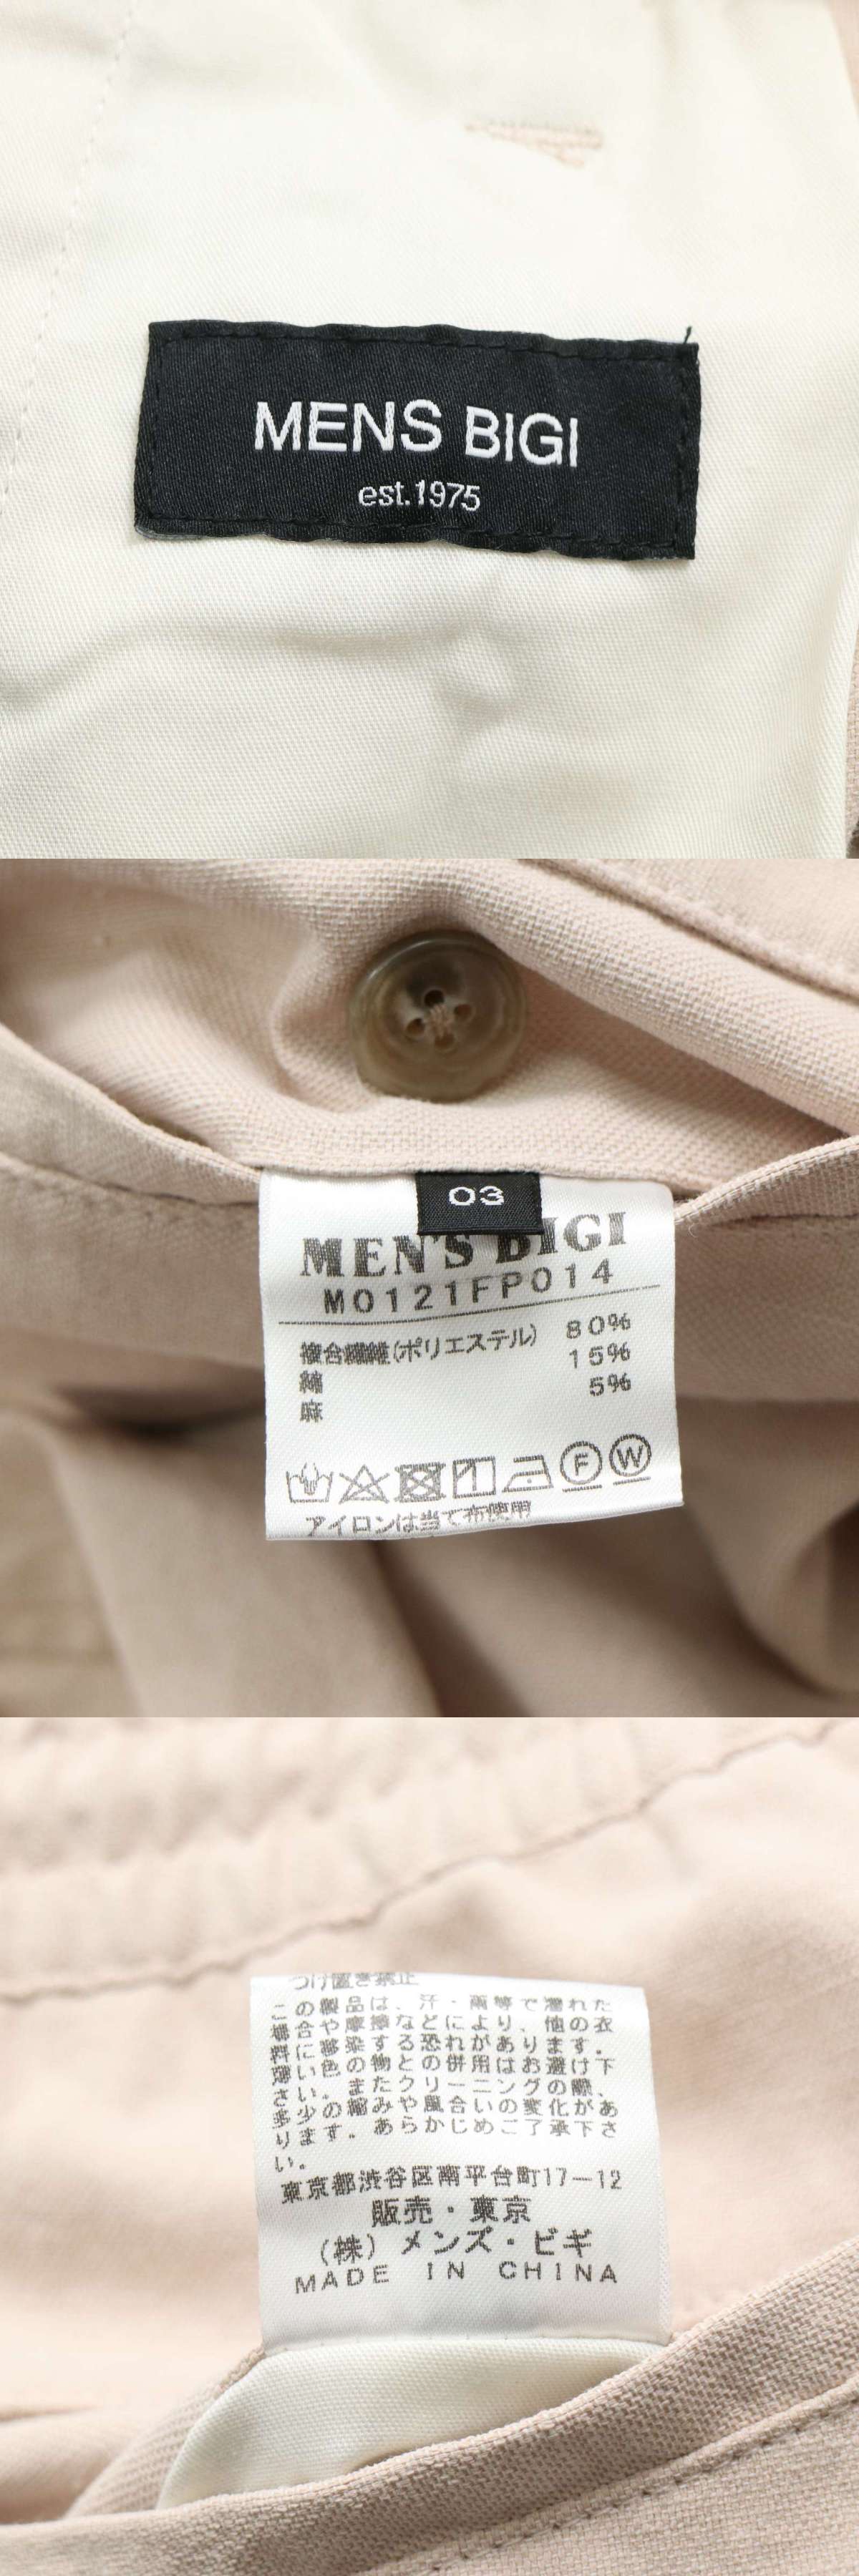 MENS BIGI
est.1975
03
MEN'S BIGI
M0121FP014
複合繊維(ポリエステル) 80%
綿 15%
麻 5%
F W
アイロンは当て布使用
つけ置き禁止
この製品は、汗・雨等で濡れた
場合や摩擦などにより、他の衣
料に移染する恐れがあります。
薄い色の物との併用はお避け下
さい。またクリーニングの際、
多少の縮みや風合いの変化があ
ります。あらかじめご了承下さ
い。
東京都渋谷区南平台町17-12
販売・東京
(株)メンズ・ビギ
MADE IN CHINA